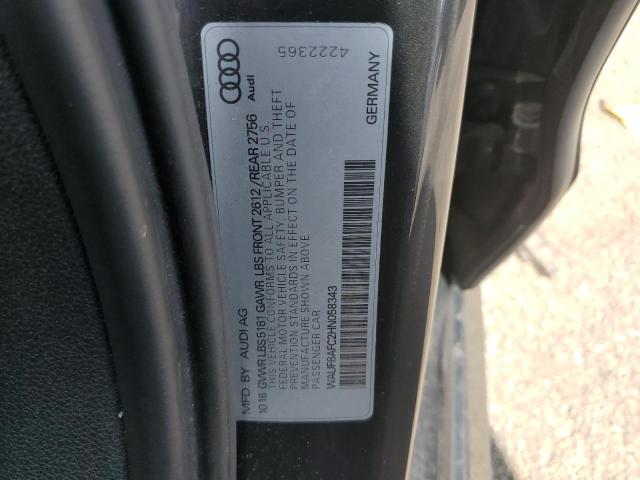 MFD. BY AUDI AG
10 16 GVWR LBS 5181 GAWR LBS FRONT 2612 / REAR 2756
THIS VEHICLE CONFORMS TO ALL APPLICABLE U.S.
FEDERAL MOTOR VEHICLE SAFETY, BUMPER AND THEFT
PREVENTION STANDARDS IN EFFECT ON THE DATE OF
MANUFACTURE SHOWN ABOVE
PASSENGER CAR
WAUF8AFC2HN058343
GERMANY
Audi
4222365